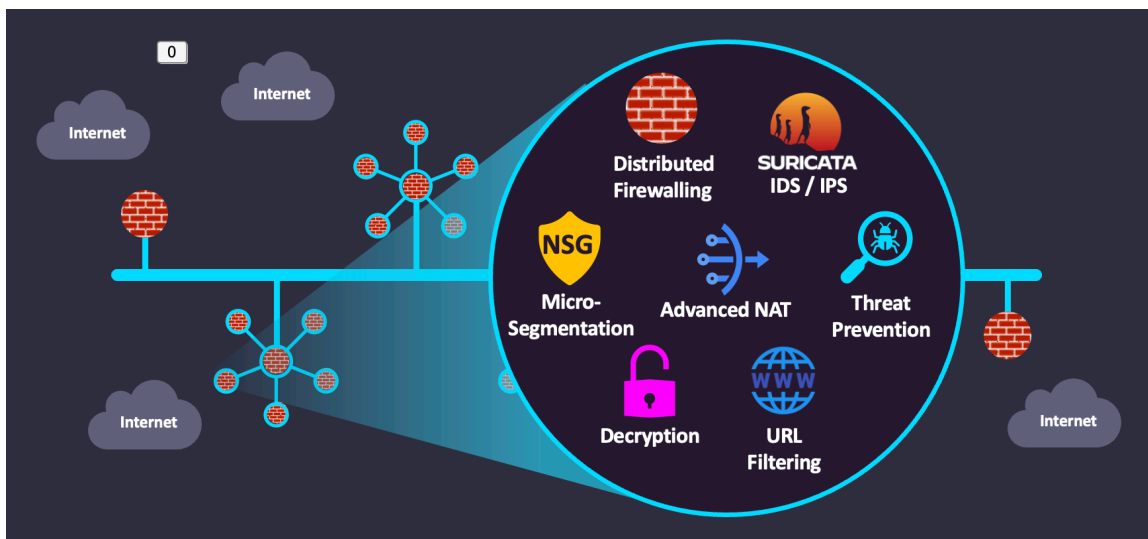 0
Internet
Internet
Distributed
Firewalling
SURICATA
IDS / IPS
NSG
Micro-
Segmentation
Advanced NAT
Threat
Prevention
Internet
Decryption
WWW
URL
Filtering
Internet